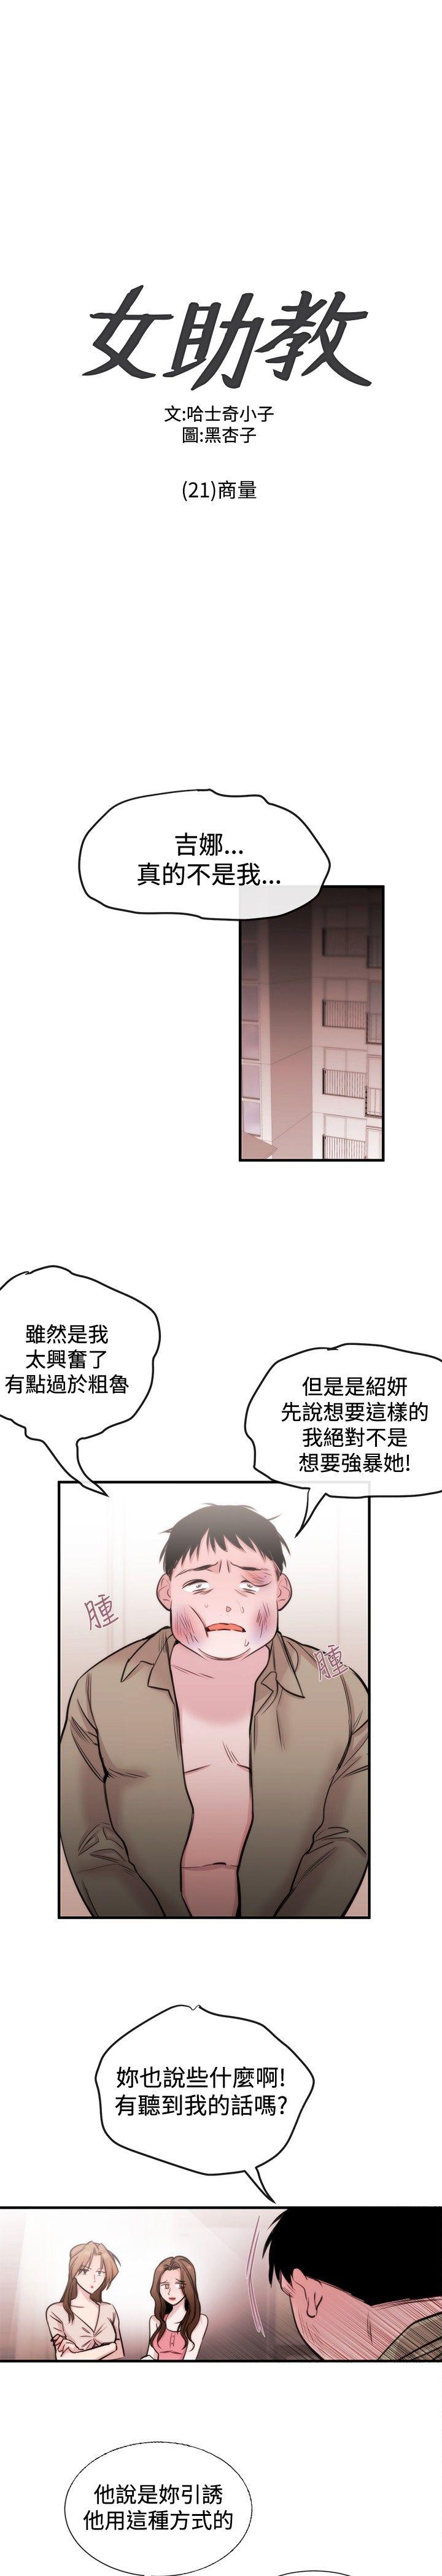 女助教
文:哈士奇小子
圖:黑杏子
(21)商量
吉娜...
真的不是我...
雖然是我
太興奮了
有點過於粗魯
但是是紹妍
先說想要這樣的
我絕對不是
想要強暴她!
腫
腫
妳也說些什麼啊!
有聽到我的話嗎?
他說是妳引誘
他用這種方式的